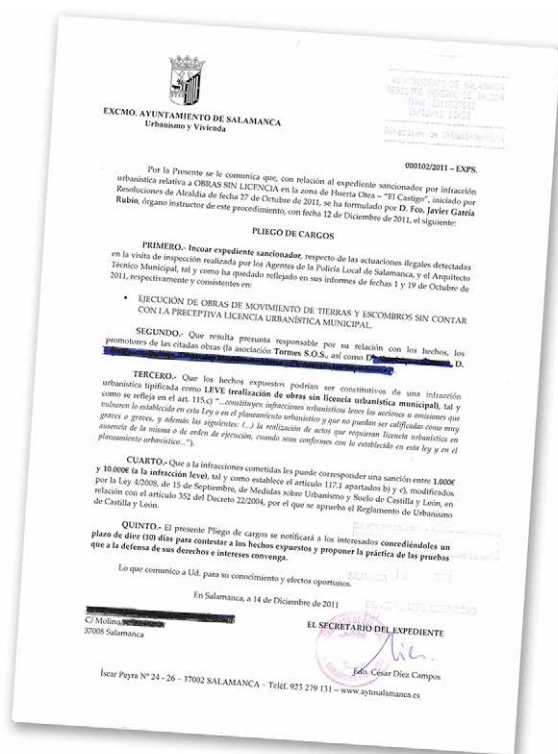 EXCMO. AYUNTAMIENTO DE SALAMANCA
Urbanismo y Vivienda
AYUNTAMIENTO DE SALAMANCA
REGISTRO GENERAL DE SALIDA
000102/2011 – EXPS.
Por la Presente se le comunica que, con relación al expediente sancionador por infracción
urbanística relativa a OBRAS SIN LICENCIA en la zona de Huerta Otea – "El Castigo", iniciado por
Resoluciones de Alcaldía de fecha 27 de Octubre de 2011, se ha formulado por D. Fco. Javier García
Rubio, órgano instructor de este procedimiento, con fecha 12 de Diciembre de 2011, el siguiente:
PLIEGO DE CARGOS
PRIMERO.- Incoar expediente sancionador, respecto de las actuaciones ilegales detectadas
en la visita de inspección realizada por los Agentes de la Policía Local de Salamanca, y el Arquitecto
Técnico Municipal, tal y como ha quedado reflejado en sus informes de fechas 1 y 19 de Octubre de
2011, respectivamente y consistentes en:
• EJECUCIÓN DE OBRAS DE MOVIMIENTO DE TIERRAS Y ESCOMBROS SIN CONTAR
CON LA PRECEPTIVA LICENCIA URBANÍSTICA MUNICIPAL.
SEGUNDO.- Que resulta presunta responsable por su relación con los hechos, los
promotores de las citadas obras (la asociación Tormes S.O.S., así como D. D.
TERCERO.- Que los hechos expuestos podrían ser constitutivos de una infracción
urbanística tipificada como LEVE (realización de obras sin licencia urbanística municipal), tal y
como se refleja en el art. 115.c) "...constituyen infracciones urbanísticas leves las acciones u omisiones que
vulneren lo establecido en esta Ley o en el planeamiento urbanístico y que no puedan ser calificadas como muy
graves o graves, y además las siguientes: (...) la realización de actos que requieran licencia urbanística en
ausencia de la misma o de orden de ejecución, cuando sean conformes con lo establecido en esta ley y en el
planeamiento urbanístico...").
CUARTO.- Que a la infracciones cometidas les puede corresponder una sanción entre 1.000€
y 10.000€ (a la infracción leve), tal y como establece el artículo 117.1 apartados b) y c), modificados
por la Ley 4/2008, de 15 de Septiembre, de Medidas sobre Urbanismo y Suelo de Castilla y León, en
relación con el artículo 352 del Decreto 22/2004, por el que se aprueba el Reglamento de Urbanismo
de Castilla y León.
QUINTO.- El presente Pliego de cargos se notificará a los interesados concediéndoles un
plazo de diez (10) días para contestar a los hechos expuestos y proponer la práctica de las pruebas
que a la defensa de sus derechos e intereses convenga.
Lo que comunico a Ud. para su conocimiento y efectos oportunos.
En Salamanca, a 14 de Diciembre de 2011
C/ Molino
37008 Salamanca
EL SECRETARIO DEL EXPEDIENTE
Fdo. César Díez Campos
Íscar Peyra Nº 24 - 26 – 37002 SALAMANCA – Teléf. 923 279 131 – www.aytosalamanca.es